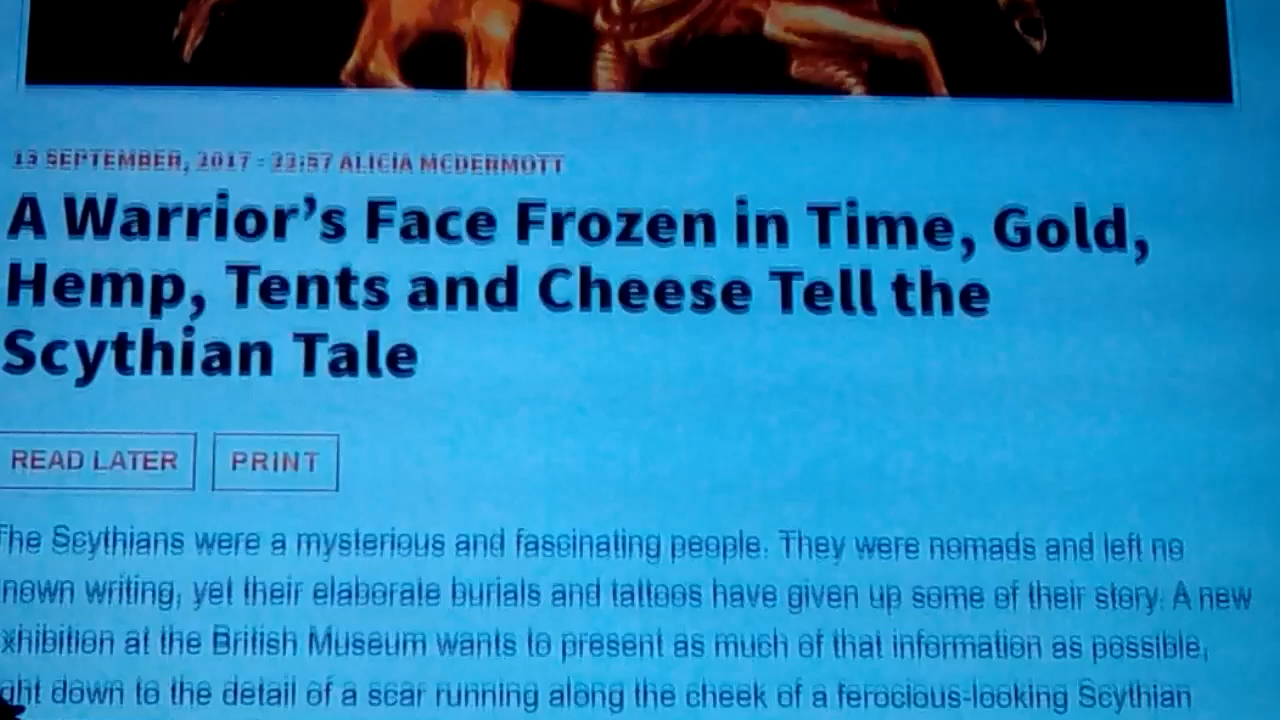 13 SEPTEMBER, 2017 - 22:57 ALICIA MCDERMOTT
A Warrior's Face Frozen in Time, Gold,
Hemp, Tents and Cheese Tell the
Scythian Tale
READ LATER PRINT
The Scythians were a mysterious and fascinating people. They were nomads and left no
nown writing, yet their elaborate burials and tattoos have given up some of their story. A new
xhibition at the British Museum wants to present as much of that information as possible,
ght down to the detail of a scar running along the cheek of a ferocious-looking Scythian